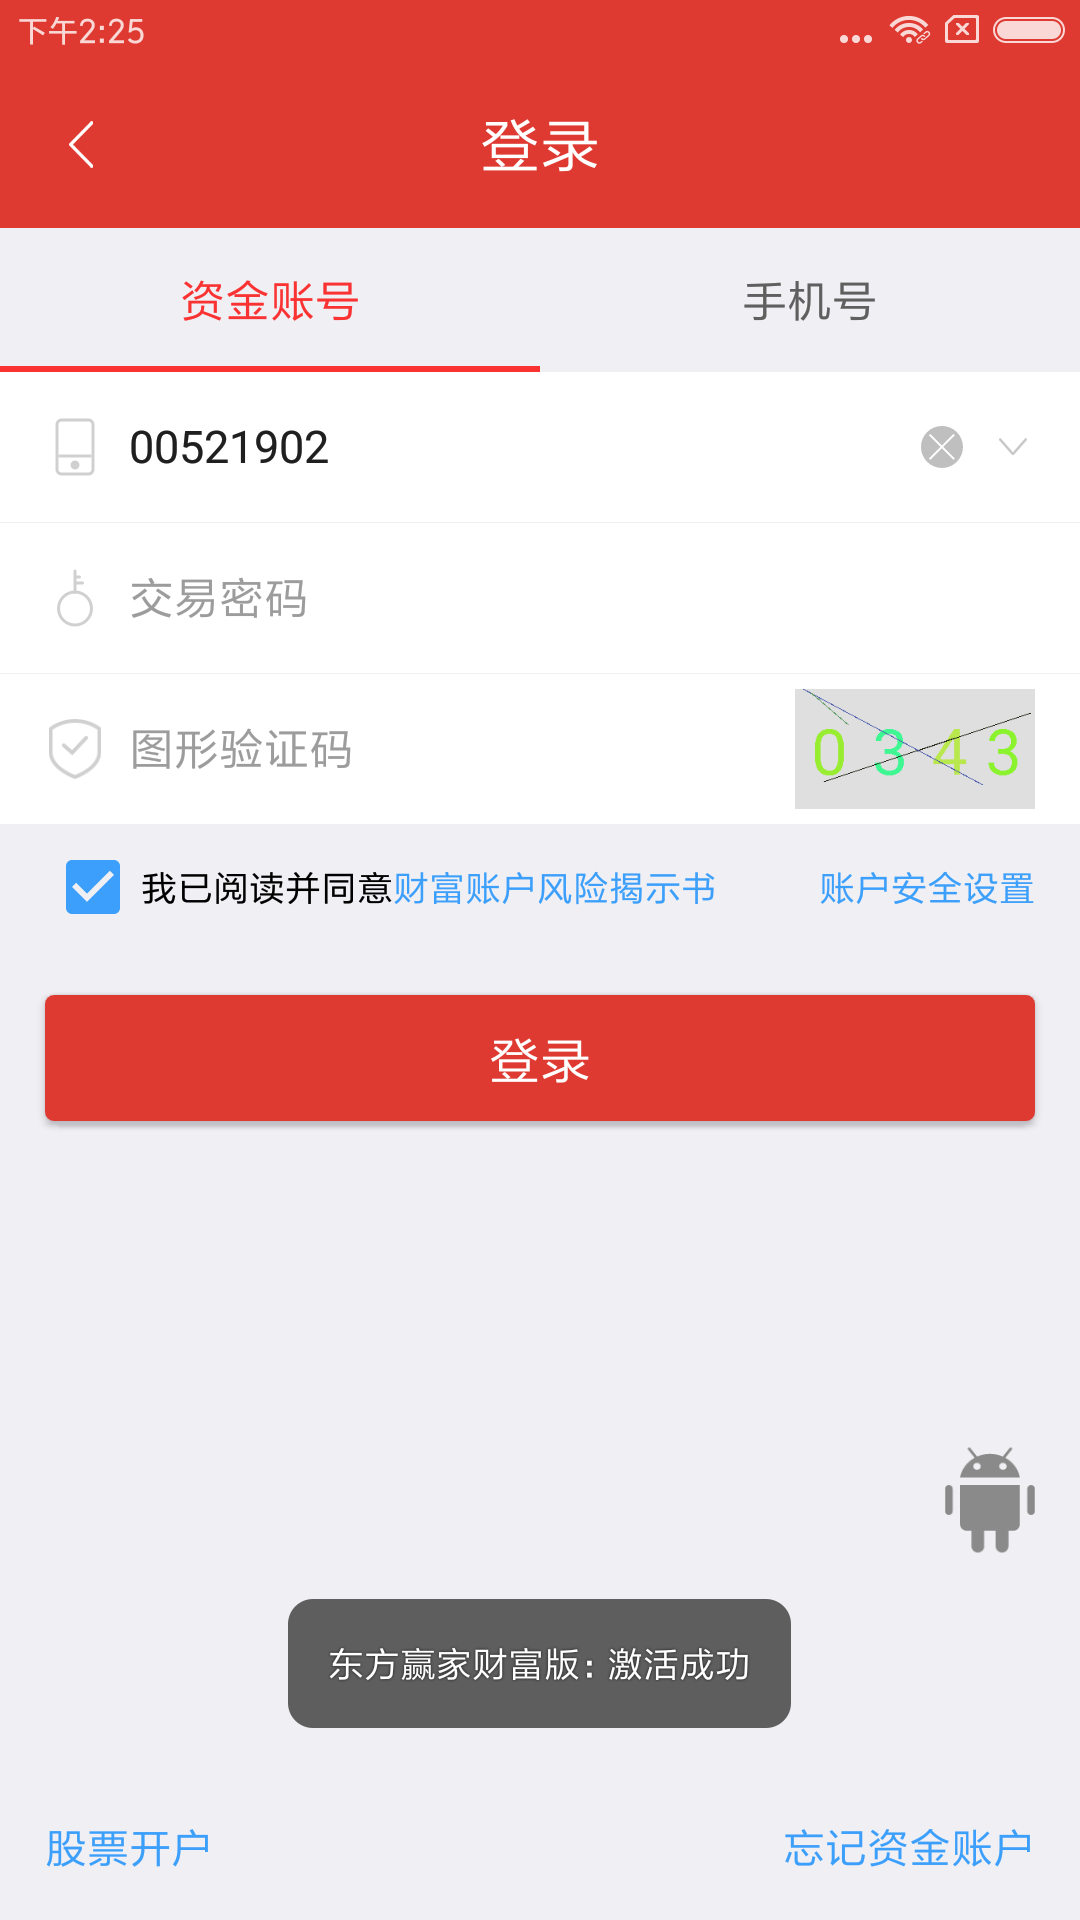 下午2:25
登录
资金账号
手机号
00521902
交易密码
图形验证码
0343
我已阅读并同意财富账户风险揭示书
账户安全设置
登录
东方赢家财富版：激活成功
股票开户
忘记资金账户